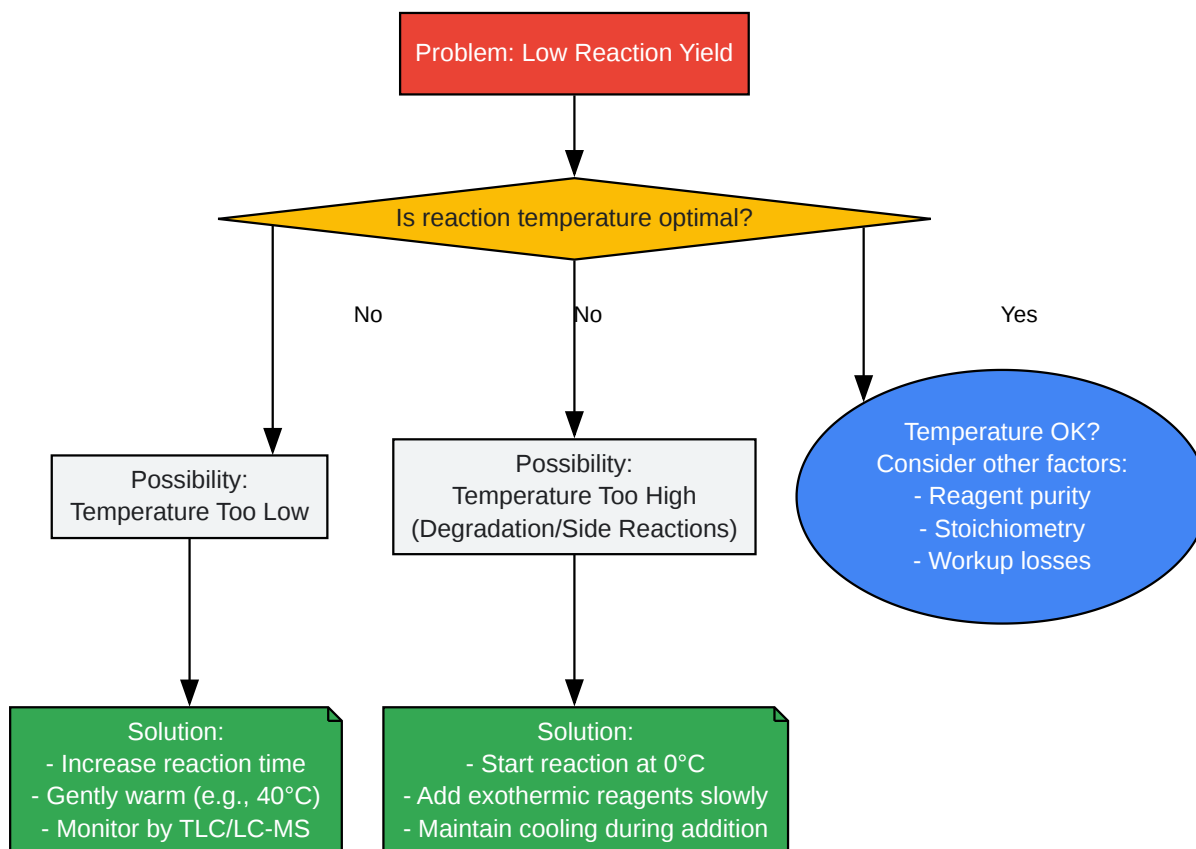 Problem: Low Reaction Yield
Is reaction temperature optimal?
No
No
Yes
Possibility:
Temperature Too Low
Possibility:
Temperature Too High
(Degradation/Side Reactions)
Temperature OK?
Consider other factors:
- Reagent purity
- Stoichiometry
- Workup losses
Solution:
- Increase reaction time
- Gently warm (e.g., 40°C)
- Monitor by TLC/LC-MS
Solution:
- Start reaction at 0°C
- Add exothermic reagents slowly
- Maintain cooling during addition